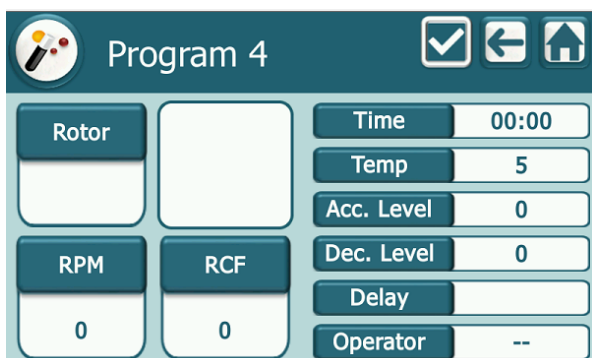 Program 4
Rotor
RPM
0
RCF
0
Time 00:00
Temp 5
Acc. Level 0
Dec. Level 0
Delay
Operator --